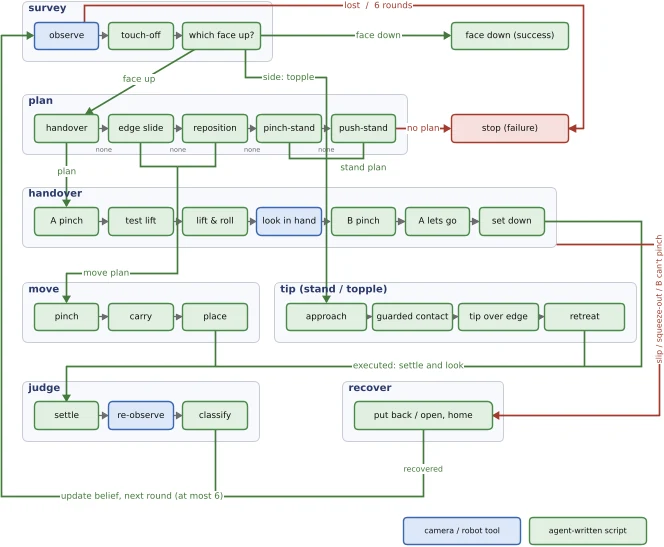 survey
lost / 6 rounds
observe
touch-off
which face up?
face down
face down (success)
face up
side: topple
plan
handover
edge slide
reposition
pinch-stand
push-stand
no plan
stop (failure)
none
none
none
none
plan
stand plan
handover
A pinch
test lift
lift & roll
look in hand
B pinch
A lets go
set down
slip / squeeze-out / B can't pinch
move plan
move
pinch
carry
place
tip (stand / topple)
approach
guarded contact
tip over edge
retreat
executed: settle and look
judge
settle
re-observe
classify
recover
put back / open, home
recovered
update belief, next round (at most 6)
camera / robot tool
agent-written script